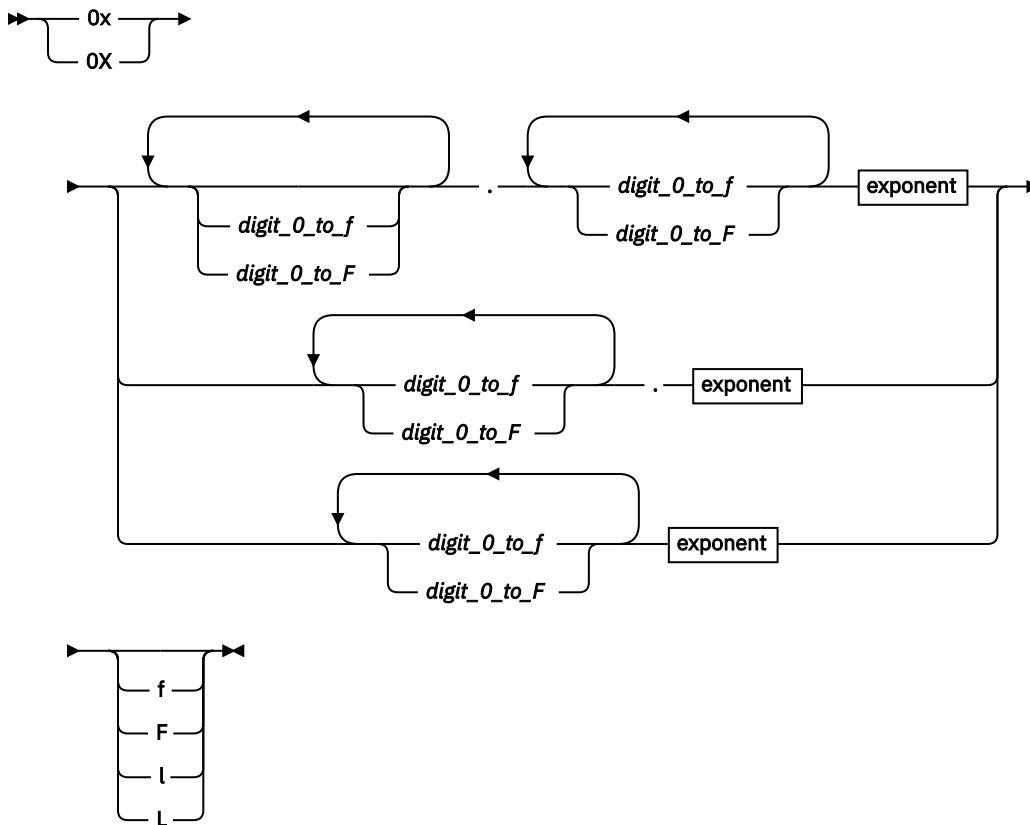 0x
0X
digit_0_to_f
. digit_0_to_f exponent
digit_0_to_F
digit_0_to_F
digit_0_to_f . exponent
digit_0_to_F
digit_0_to_f exponent
digit_0_to_F
f
F
l
L